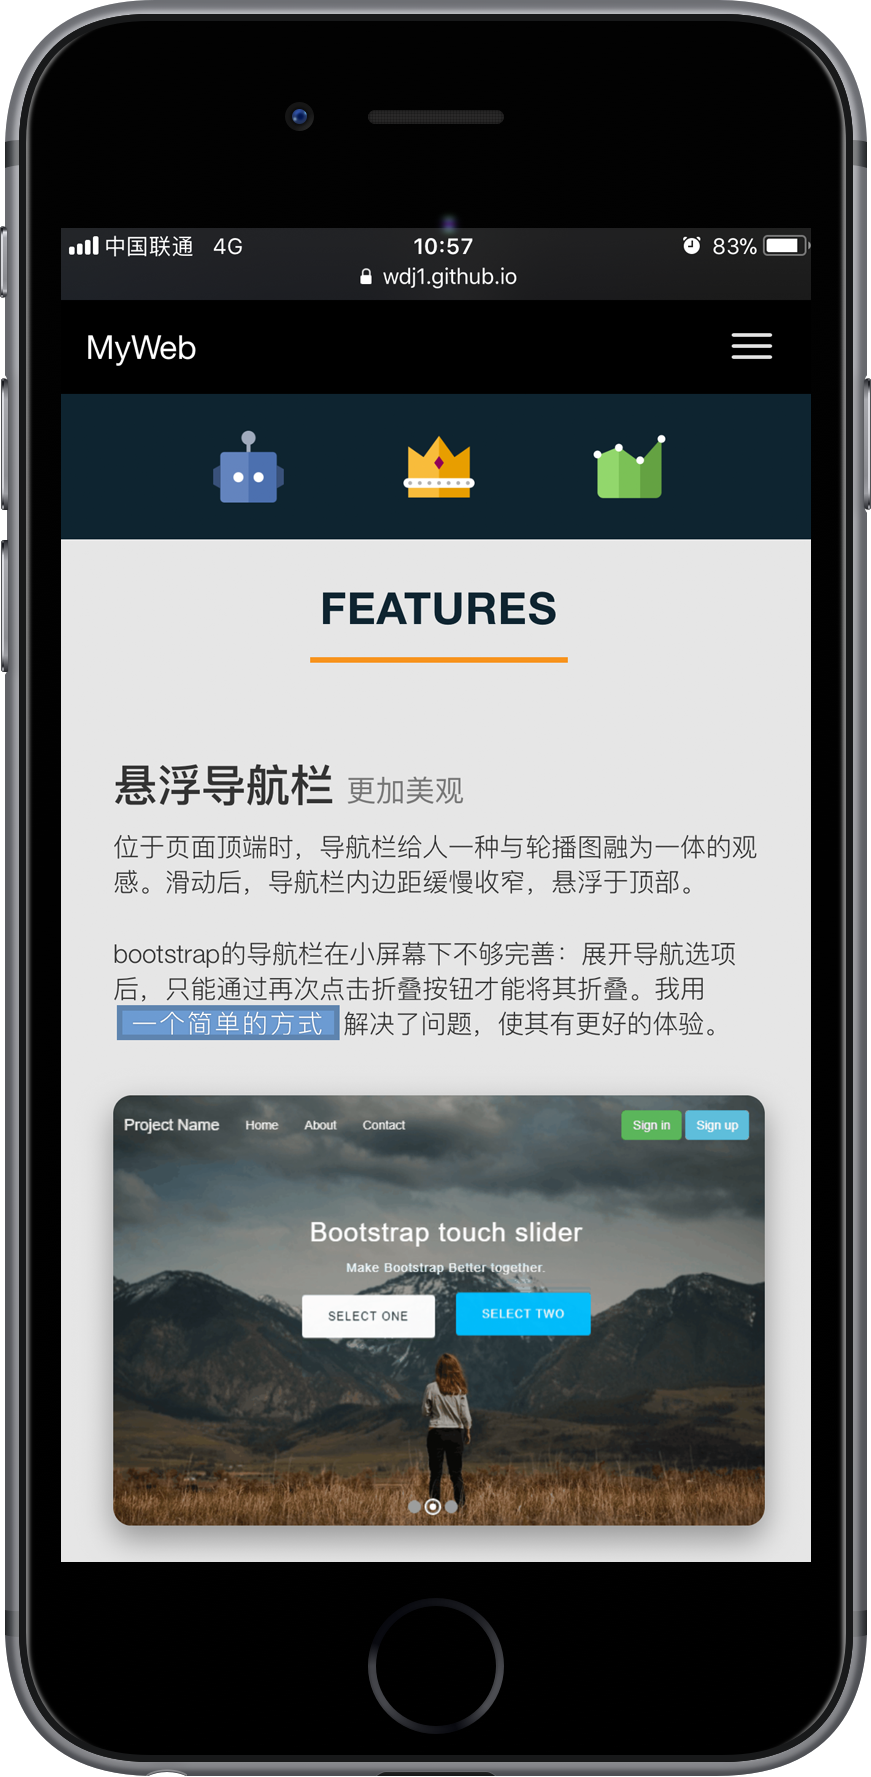 中国联通 4G 10:57 83%
wdj1.github.io
MyWeb
FEATURES
悬浮导航栏 更加美观
位于页面顶端时，导航栏给人一种与轮播图融为一体的观
感。滑动后，导航栏内边距缓慢收窄，悬浮于顶部。
bootstrap的导航栏在小屏幕下不够完善：展开导航选项
后，只能通过再次点击折叠按钮才能将其折叠。我用
一个简单的方式 解决了问题，使其有更好的体验。
Project Name Home About Contact Sign in Sign up
Bootstrap touch slider
Make Bootstrap Better together.
SELECT ONE SELECT TWO